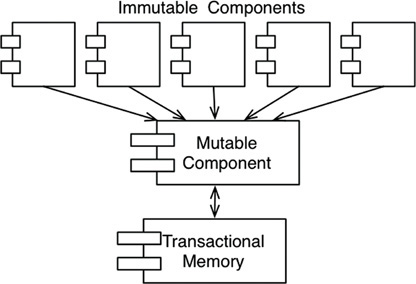 Immutable Components
Mutable
Component
Transactional
Memory